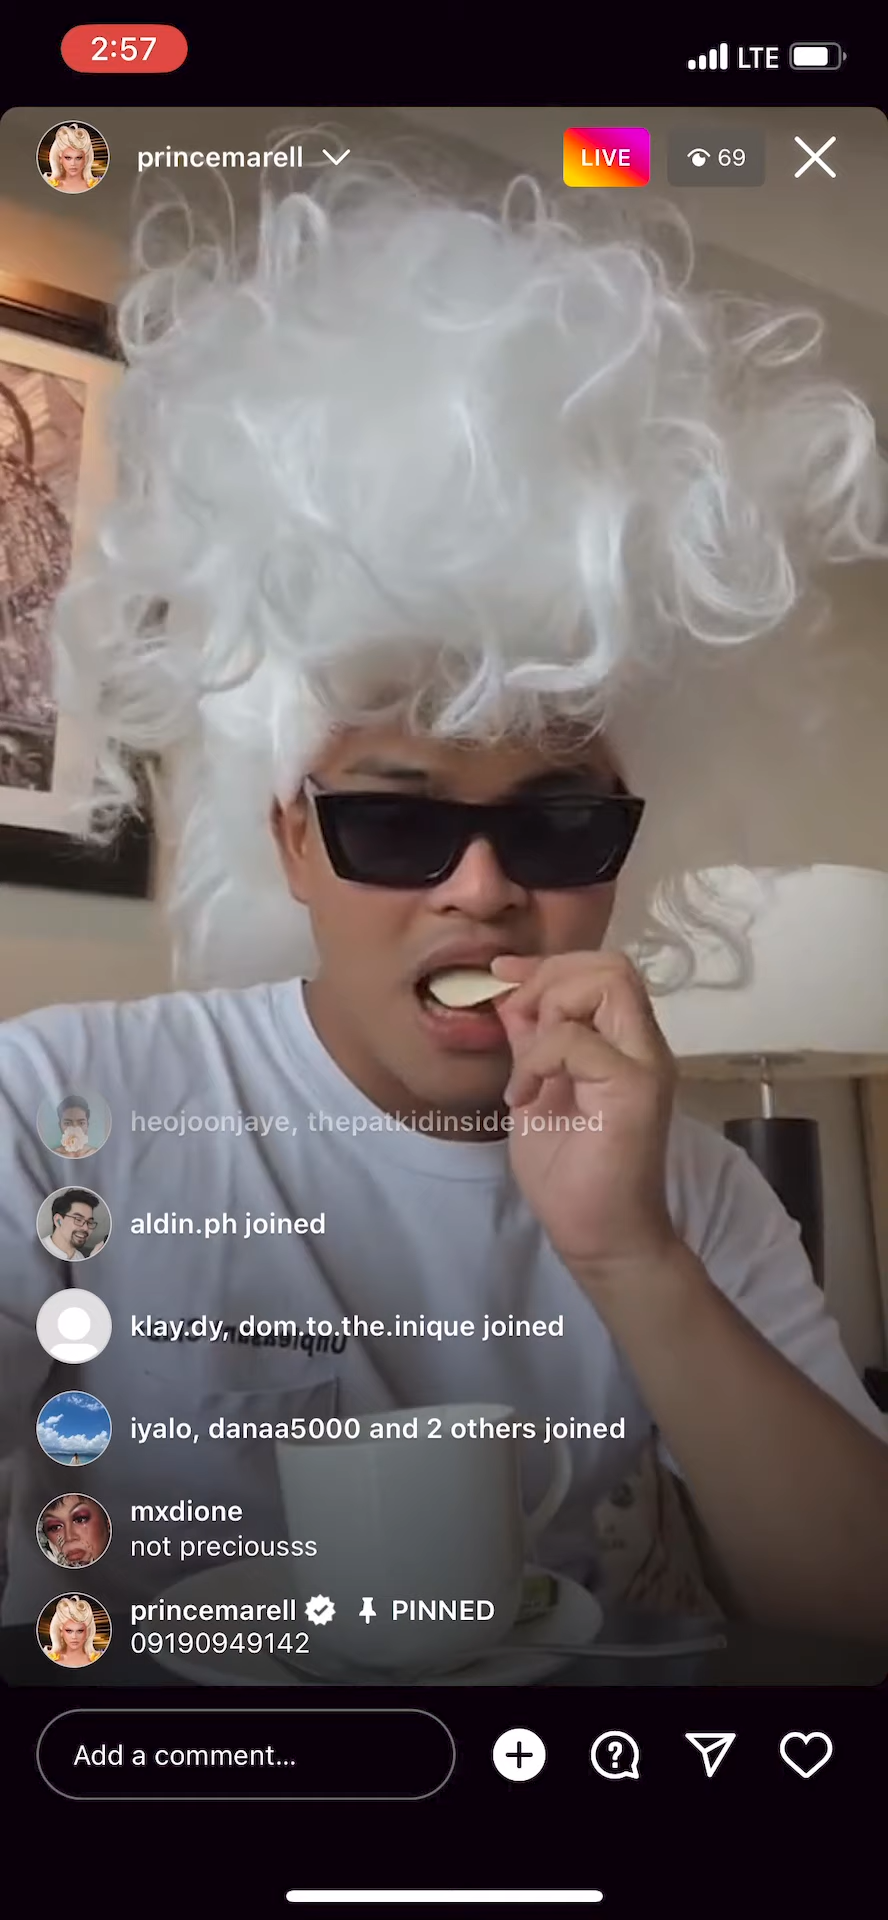 2:57
LTE
princemarell
LIVE
69
heojoonjaye, thepatkidinside joined
aldin.ph joined
klay.dy, dom.to.the.inique joined
iyalo, danaa5000 and 2 others joined
mxdione
not preciousss
princemarell PINNED
09190949142
Add a comment...